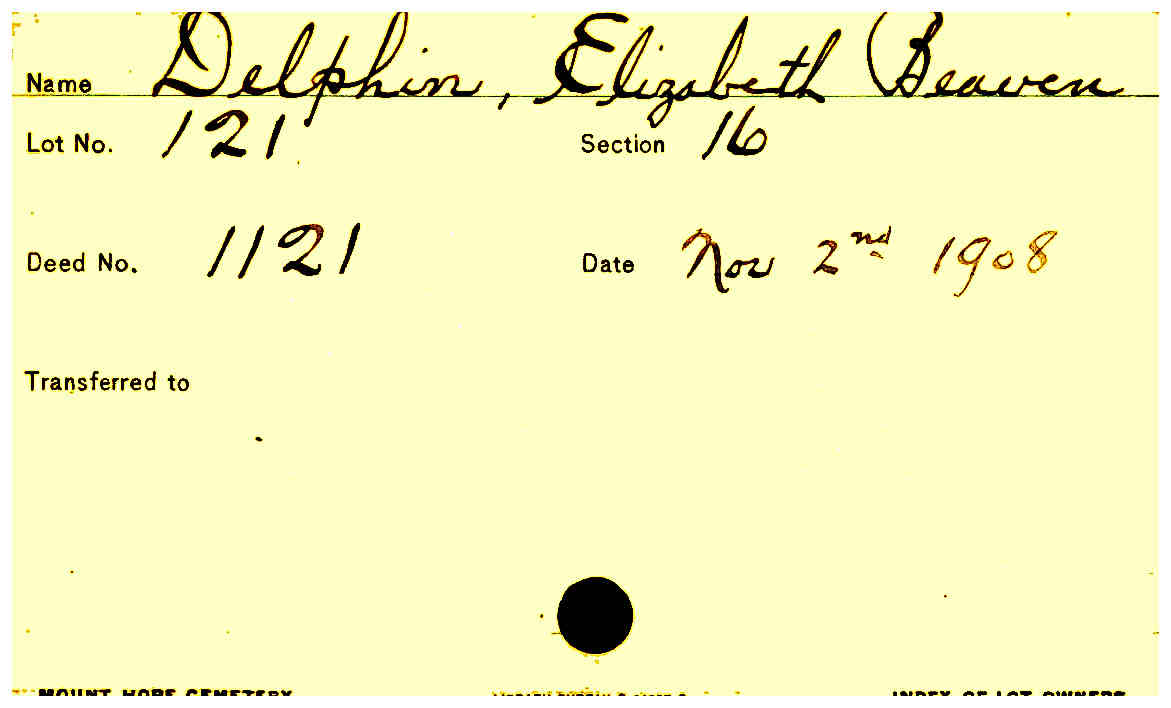 Name Delphin, Elizabeth Beaven
Lot No. 121 Section 16
Deed No. 1121 Date Nov 2nd 1908
Transferred to
MOUNT HOPE CEMETERY INDEX OF LOT OWNERS